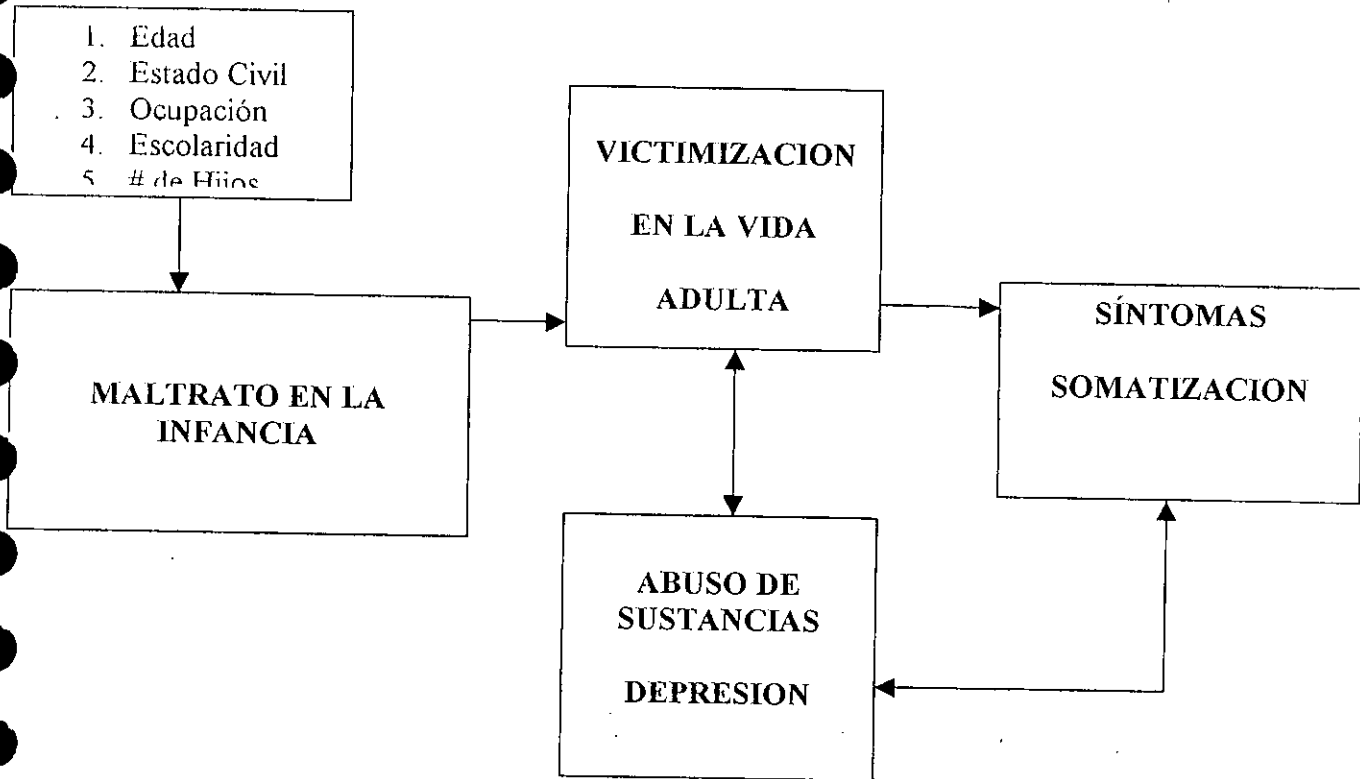 1. Edad
2. Estado Civil
3. Ocupación
4. Escolaridad
5. # de Hijos
VICTIMIZACION
EN LA VIDA
ADULTA
MALTRATO EN LA
INFANCIA
SÍNTOMAS
SOMATIZACION
ABUSO DE
SUSTANCIAS
DEPRESION